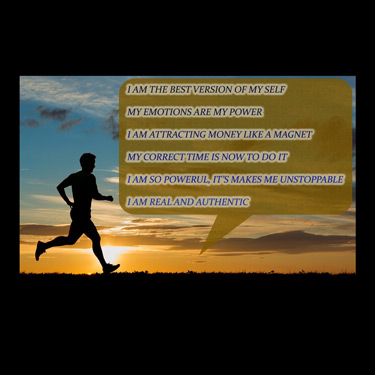 I AM THE BEST VERSION OF MY SELF
MY EMOTIONS ARE MY POWER
I AM ATTRACTING MONEY LIKE A MAGNET
MY CORRECT TIME IS NOW TO DO IT
I AM SO POWERUL, IT'S MAKES ME UNSTOPPABLE
I AM REAL AND AUTHENTIC